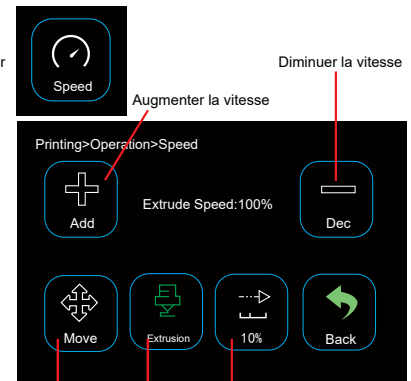 r
Speed
Diminuer la vitesse
Augmenter la vitesse
Printing>Operation>Speed
Add
Extrude Speed:100%
Dec
Move
Extrusion
10%
Back